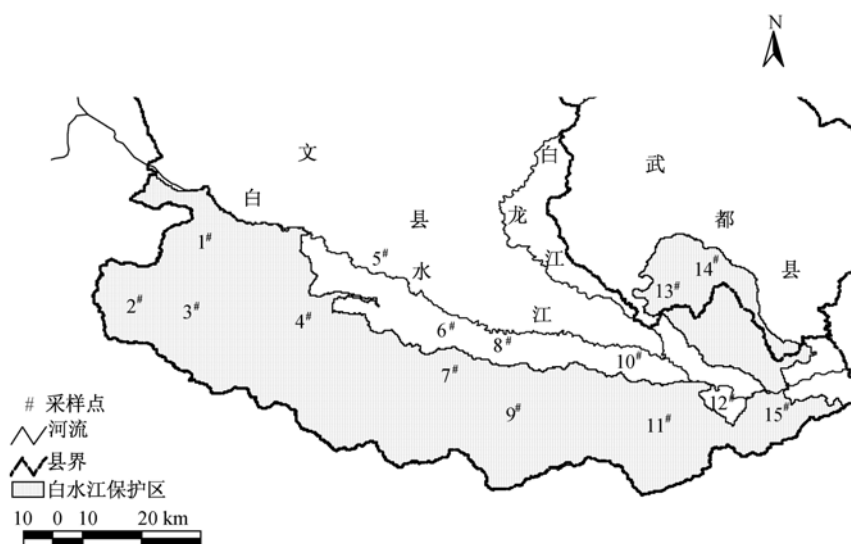 N
文
白
武
白
县
龙
都
1#
5#
水
江
14#
县
13#
2#
3#
4#
6#
8#
江
10#
7#
12#
9#
11#
15#
# 采样点
河流
县界
白水江保护区
10 0 10 20 km